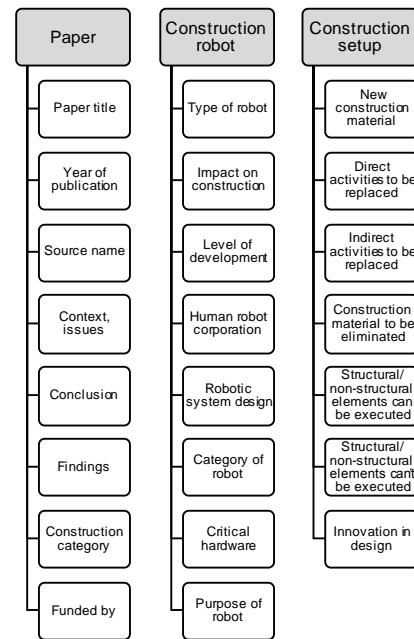 Paper
Paper title
Year of
publication
Source name
Context,
issues
Conclusion
Findings
Construction
category
Funded by
Construction
robot
Type of robot
Impact on
construction
Level of
development
Human robot
corporation
Robotic
system design
Category of
robot
Critical
hardware
Purpose of
robot
Construction
setup
New
construction
material
Direct
activities to be
replaced
Indirect
activities to be
replaced
Construction
material to be
eliminated
Structural/
non-structural
elements can
be executed
Structural/
non-structural
elements can't
be executed
Innovation in
design